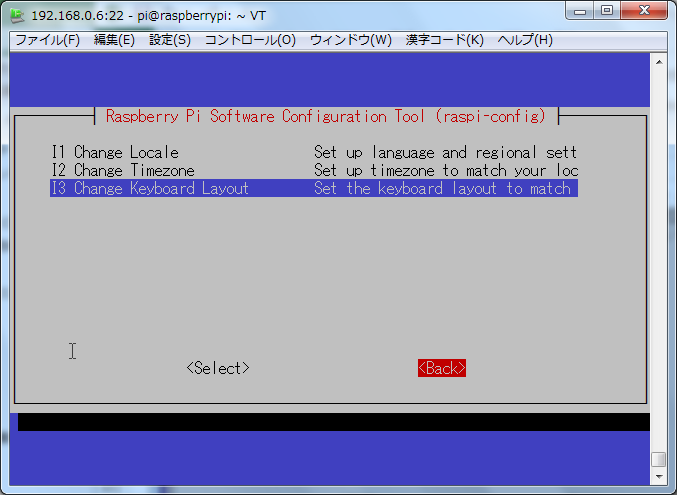 192.168.0.6:22 - pi@raspberrypi: ~ VT
ファイル(F) 編集(E) 設定(S) コントロール(O) ウィンドウ(W) 漢字コード(K) ヘルプ(H)
Raspberry Pi Software Configuration Tool (raspi-config)
I1 Change Locale Set up language and regional sett
I2 Change Timezone Set up timezone to match your loc
I3 Change Keyboard Layout Set the keyboard layout to match
<Select> <Back>